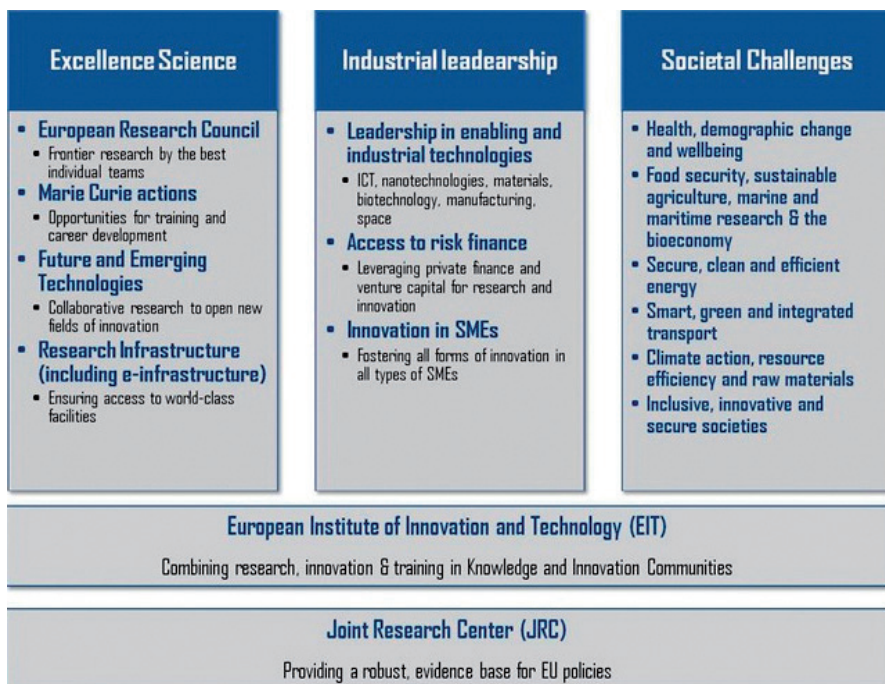 Excellence Science
• European Research Council
• Frontier research by the best
individual teams
• Marie Curie actions
• Opportunities for training and
career development
• Future and Emerging
Technologies
• Collaborative research to open new
fields of innovation
• Research Infrastructure
(including e-infrastructure)
• Ensuring access to world-class
facilities
Industrial leadearship
• Leadership in enabling and
industrial technologies
• ICT, nanotechnologies, materials,
biotechnology, manufacturing,
space
• Access to risk finance
• Leveraging private finance and
venture capital for research and
innovation
• Innovation in SMEs
• Fostering all forms of innovation in
all types of SMEs
Societal Challenges
• Health, demographic change
and wellbeing
• Food security, sustainable
agriculture, marine and
maritime research & the
bioeconomy
• Secure, clean and efficient
energy
• Smart, green and integrated
transport
• Climate action, resource
efficiency and raw materials
• Inclusive, innovative and
secure societies
European Institute of Innovation and Technology (EIT)
Combining research, innovation & training in Knowledge and Innovation Communities
Joint Research Center (JRC)
Providing a robust, evidence base for EU policies